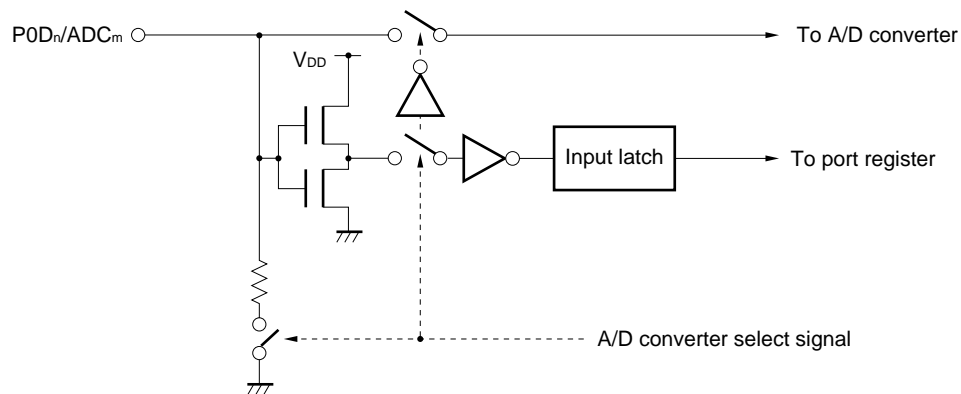 P0Dn/ADCm
To A/D converter
VDD
Input latch
To port register
A/D converter select signal